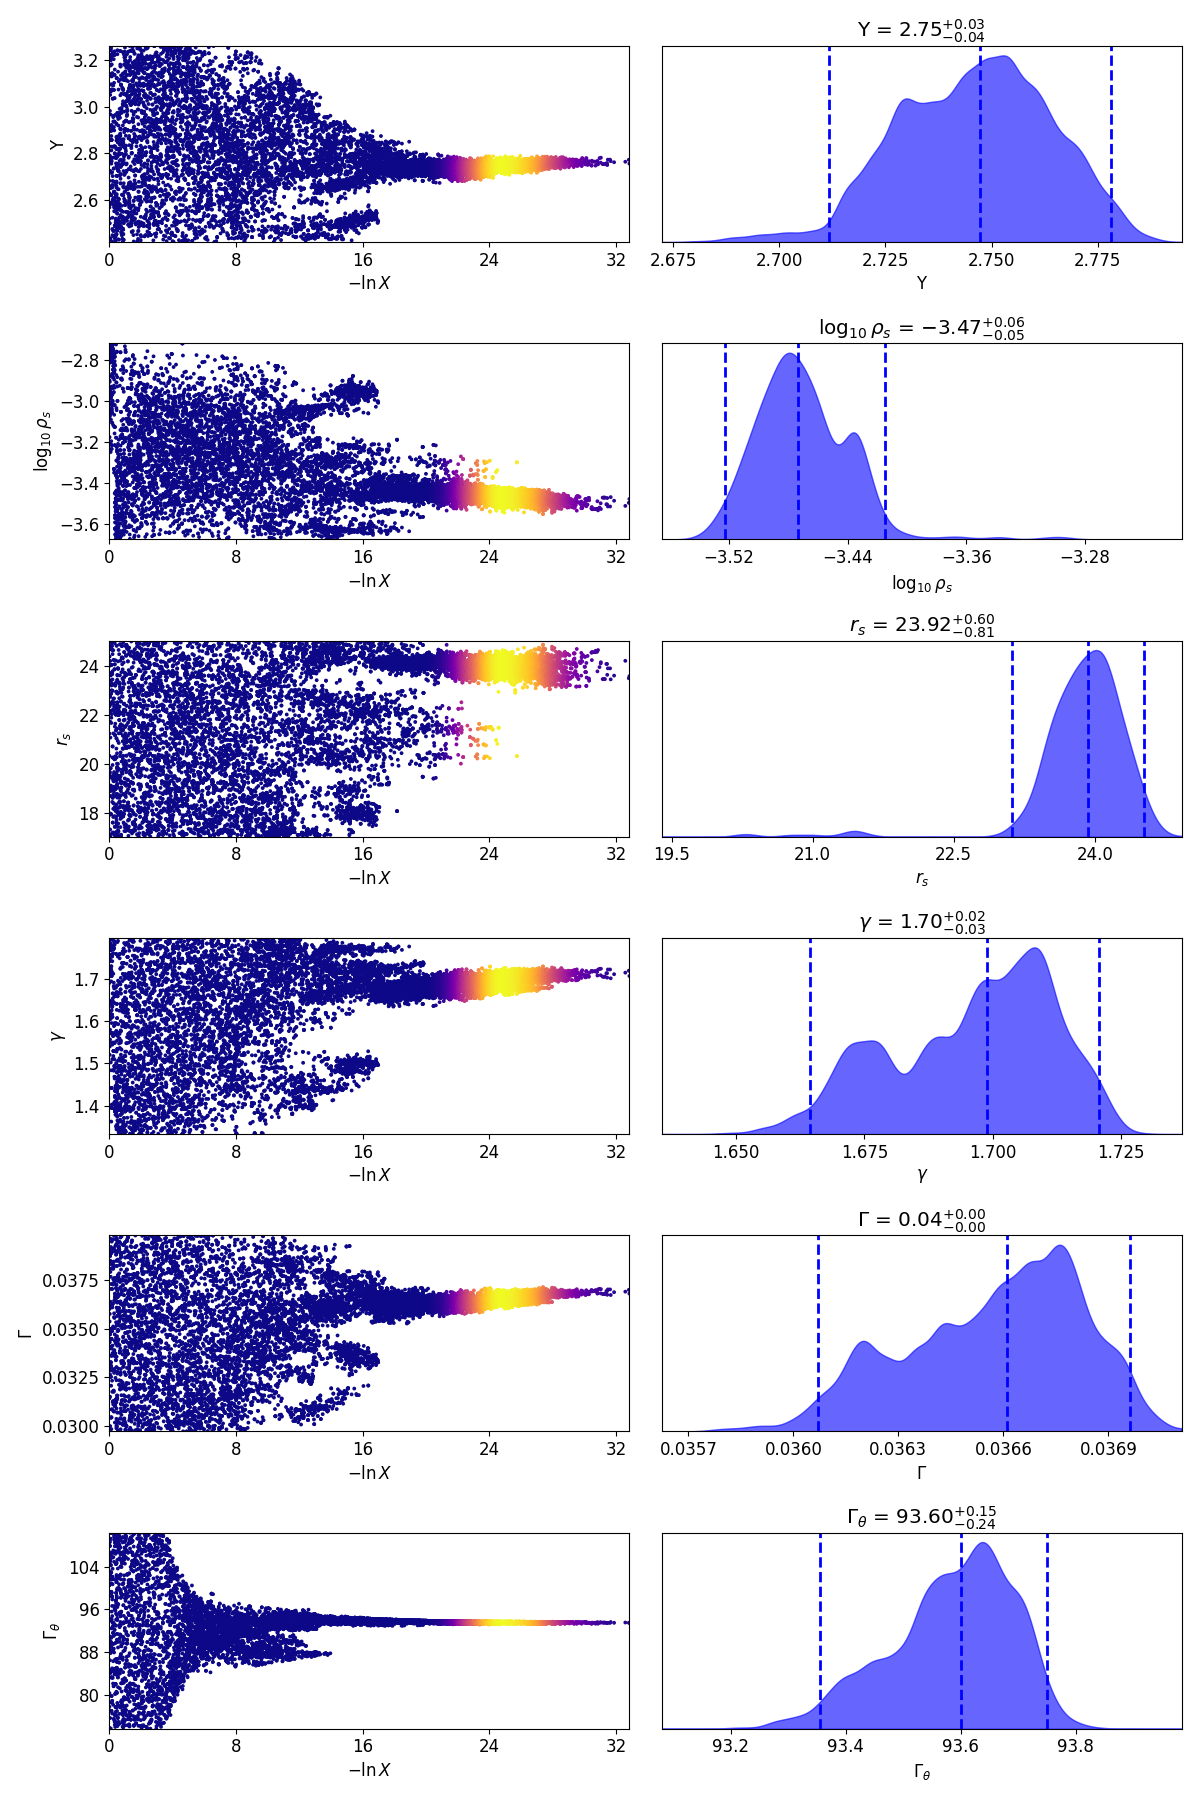 Υ = 2.75 +0.03 −0.04
3.2
3.0
2.8
2.6
Υ
0 8 16 24 32
−ln X
2.675 2.700 2.725 2.750 2.775
Υ
log10 ρs = −3.47 +0.06 −0.05
−2.8
−3.0
−3.2
−3.4
−3.6
log10 ρs
0 8 16 24 32
−ln X
−3.52 −3.44 −3.36 −3.28
log10 ρs
rs = 23.92 +0.60 −0.81
24
22
20
18
rs
0 8 16 24 32
−ln X
19.5 21.0 22.5 24.0
rs
γ = 1.70 +0.02 −0.03
1.7
1.6
1.5
1.4
γ
0 8 16 24 32
−ln X
1.650 1.675 1.700 1.725
γ
Γ = 0.04 +0.00 −0.00
0.0375
0.0350
0.0325
0.0300
Γ
0 8 16 24 32
−ln X
0.0357 0.0360 0.0363 0.0366 0.0369
Γ
Γθ = 93.60 +0.15 −0.24
104
96
88
80
Γθ
0 8 16 24 32
−ln X
93.2 93.4 93.6 93.8
Γθ